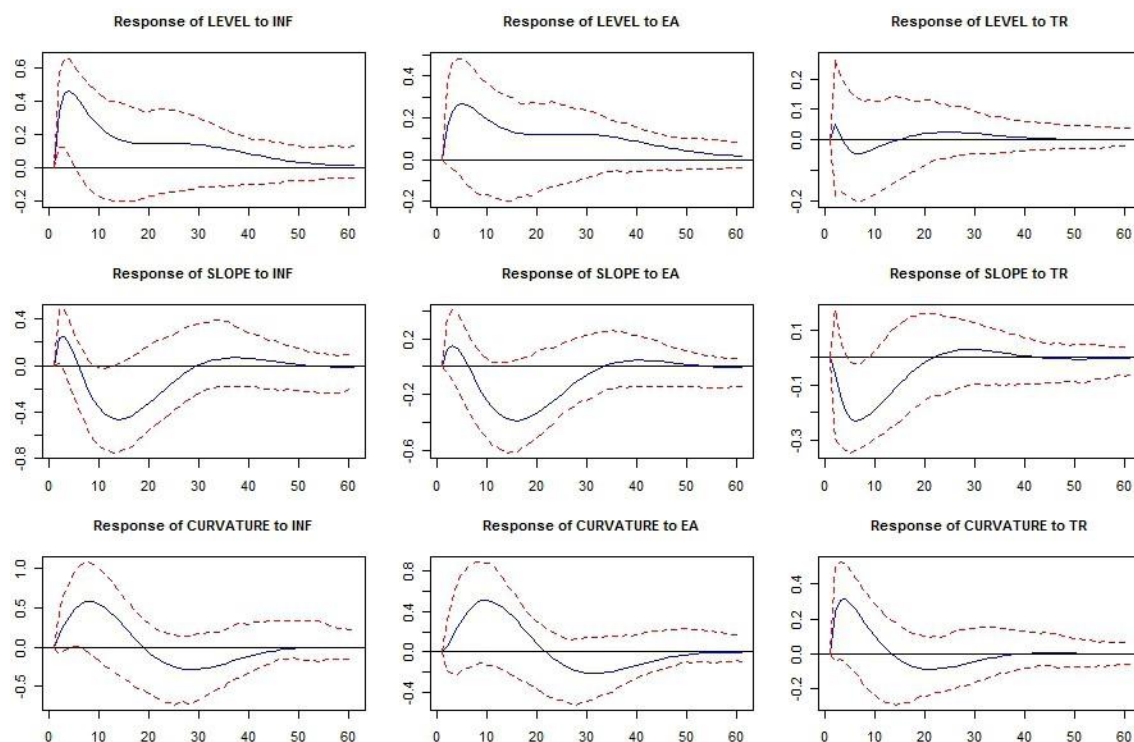 Response of LEVEL to INF
Response of LEVEL to EA
Response of LEVEL to TR
-0.2 0.0 0.2 0.4 0.6
0 10 20 30 40 50 60
-0.2 0.0 0.2 0.4
0 10 20 30 40 50 60
-0.2 0.0 0.1 0.2
0 10 20 30 40 50 60
Response of SLOPE to INF
Response of SLOPE to EA
Response of SLOPE to TR
-0.8 -0.4 0.0 0.4
0 10 20 30 40 50 60
-0.6 -0.2 0.2
0 10 20 30 40 50 60
-0.3 -0.1 0.1
0 10 20 30 40 50 60
Response of CURVATURE to INF
Response of CURVATURE to EA
Response of CURVATURE to TR
-0.5 0.0 0.5 1.0
0 10 20 30 40 50 60
-0.4 0.0 0.4 0.8
0 10 20 30 40 50 60
-0.2 0.0 0.2 0.4
0 10 20 30 40 50 60